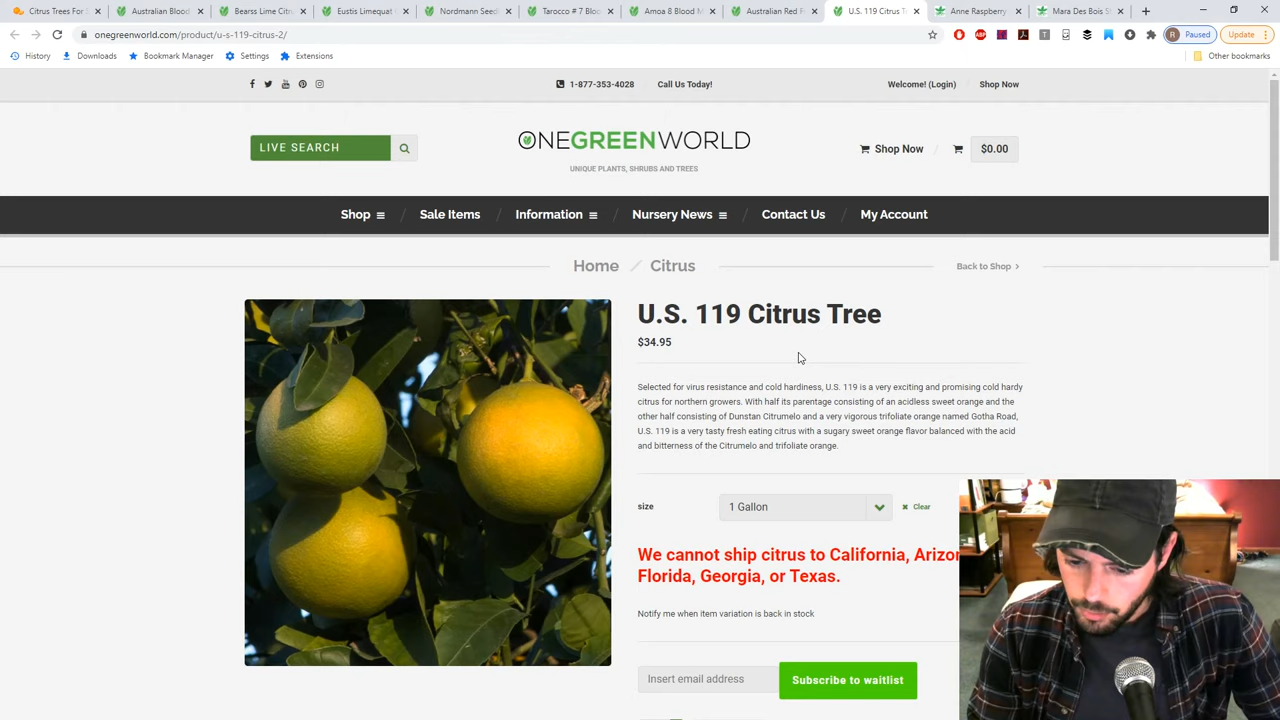 Citrus Trees For S
Australian Blood
Bearss Lime Citru
Eustis Limequat C
Nordmann Seedl
Tarocco # 7 Bloo
Amoa 8 Blood M
Australian Red F
U.S. 119 Citrus Tr
Anne Raspberry
Mara Des Bois St
onegreenworld.com/product/u-s-119-citrus-2/
ABP
R Paused
Update
History
Downloads
Bookmark Manager
Settings
Extensions
Other bookmarks
1-877-353-4028
Call Us Today!
Welcome! (Login) / Shop Now
LIVE SEARCH
ONEGREENWORLD
UNIQUE PLANTS, SHRUBS AND TREES
Shop Now / $0.00
Shop / Sale Items / Information / Nursery News / Contact Us / My Account
Home / Citrus
Back to Shop
U.S. 119 Citrus Tree
$34.95
Selected for virus resistance and cold hardiness, U.S. 119 is a very exciting and promising cold hardy
citrus for northern growers. With half its parentage consisting of an acidless sweet orange and the
other half consisting of Dunstan Citrumelo and a very vigorous trifoliate orange named Gotha Road,
U.S. 119 is a very tasty fresh eating citrus with a sugary sweet orange flavor balanced with the acid
and bitterness of the Citrumelo and trifoliate orange.
size
1 Gallon
Clear
We cannot ship citrus to California, Arizon
Florida, Georgia, or Texas.
Notify me when item variation is back in stock
Insert email address
Subscribe to waitlist